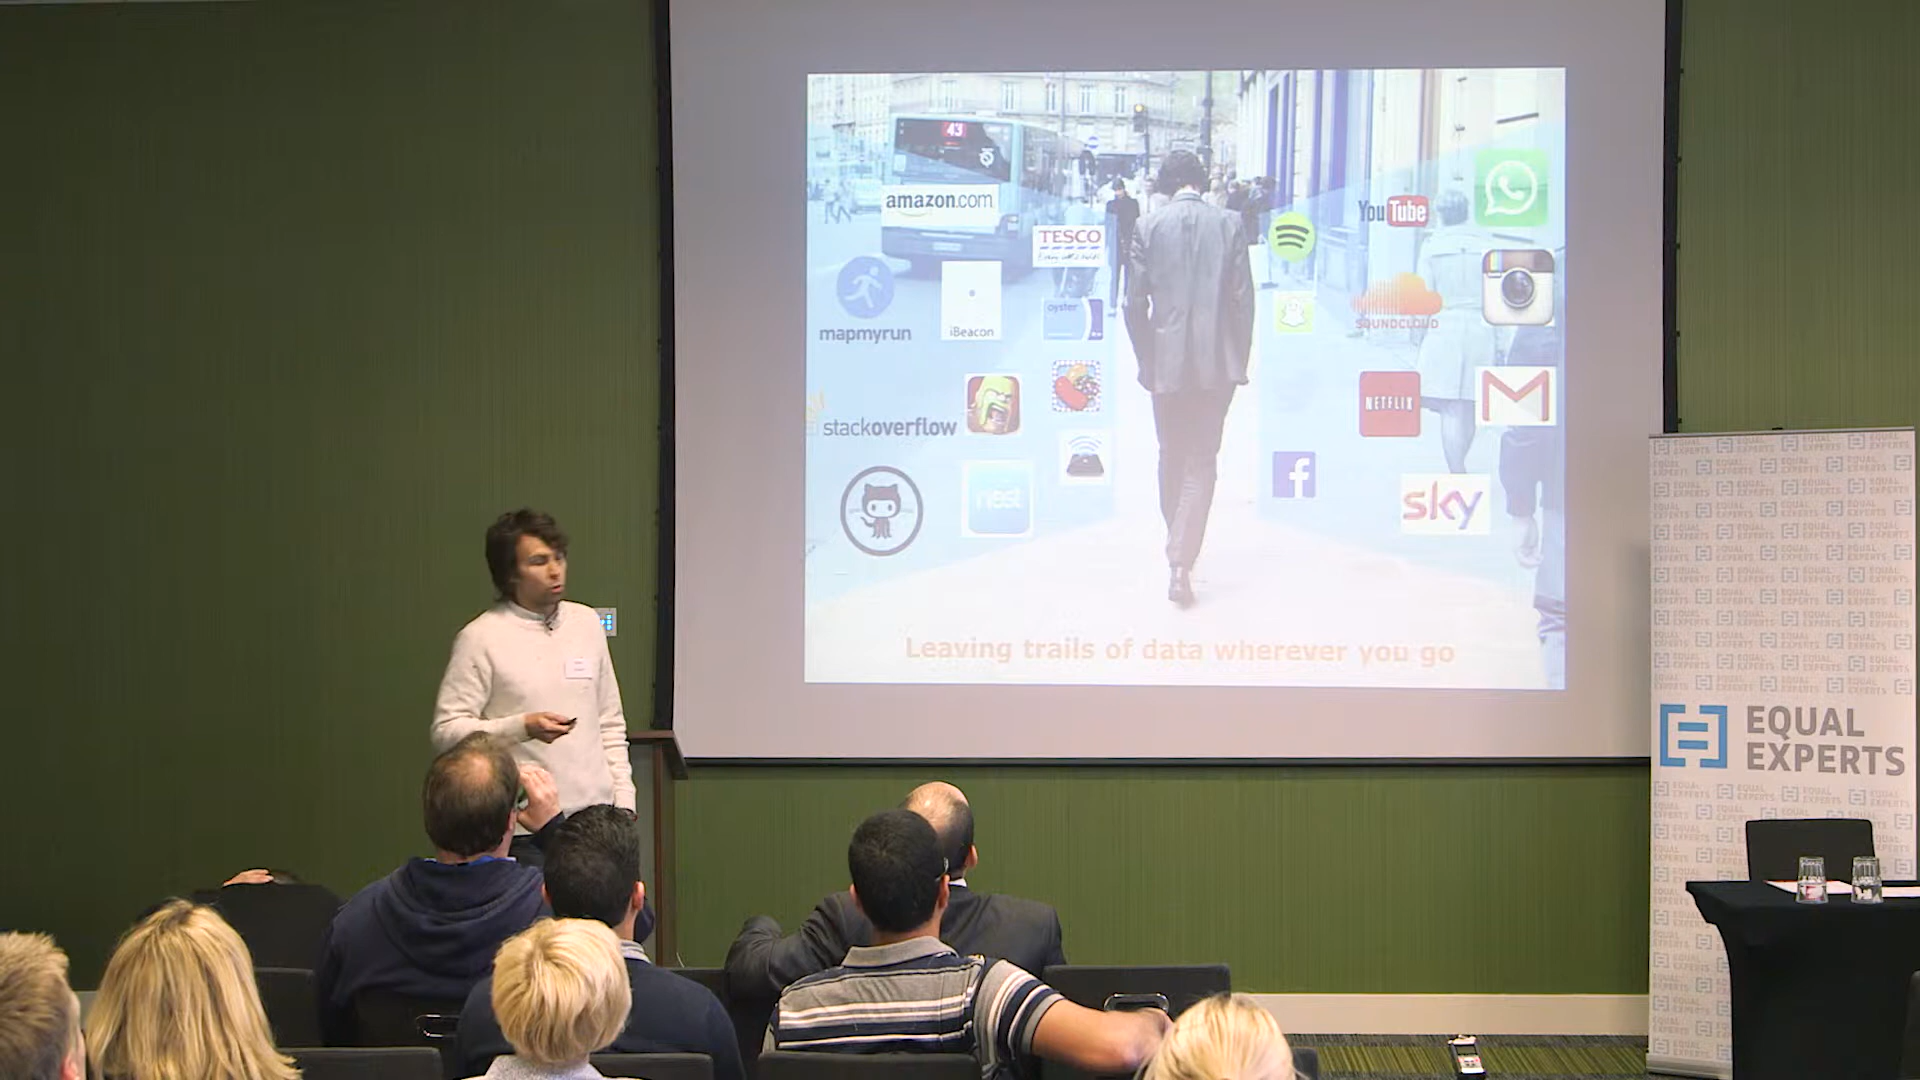 43
amazon.com
TESCO
YouTube
mapmyrun
iBeacon
oyster
SOUNDCLOUD
NETFLIX
stackoverflow
nest
sky
Leaving trails of data wherever you go
EQUAL
EXPERTS